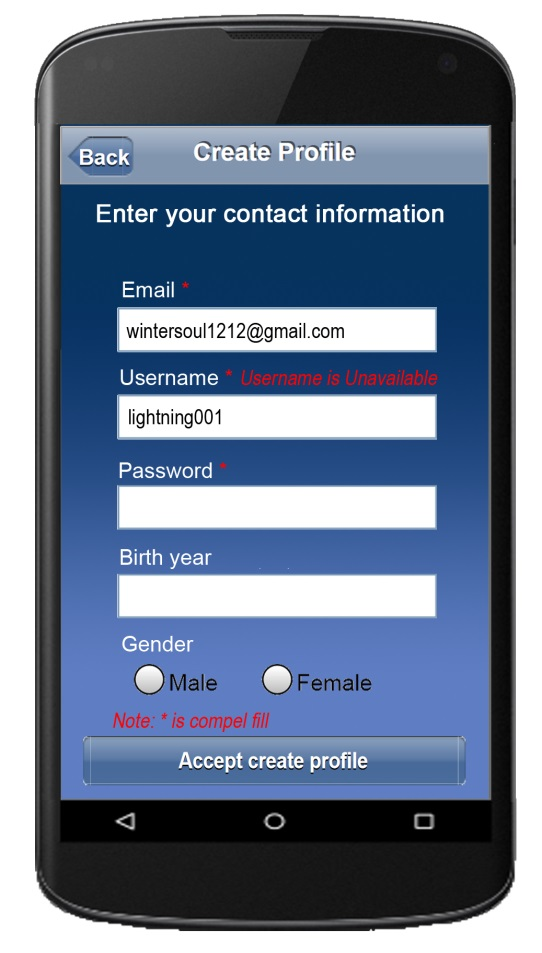 Back Create Profile
Enter your contact information
Email *
wintersoul1212@gmail.com
Username * Username is Unavailable
lightning001
Password *
Birth year
Gender
Male Female
Note: * is compel fill
Accept create profile